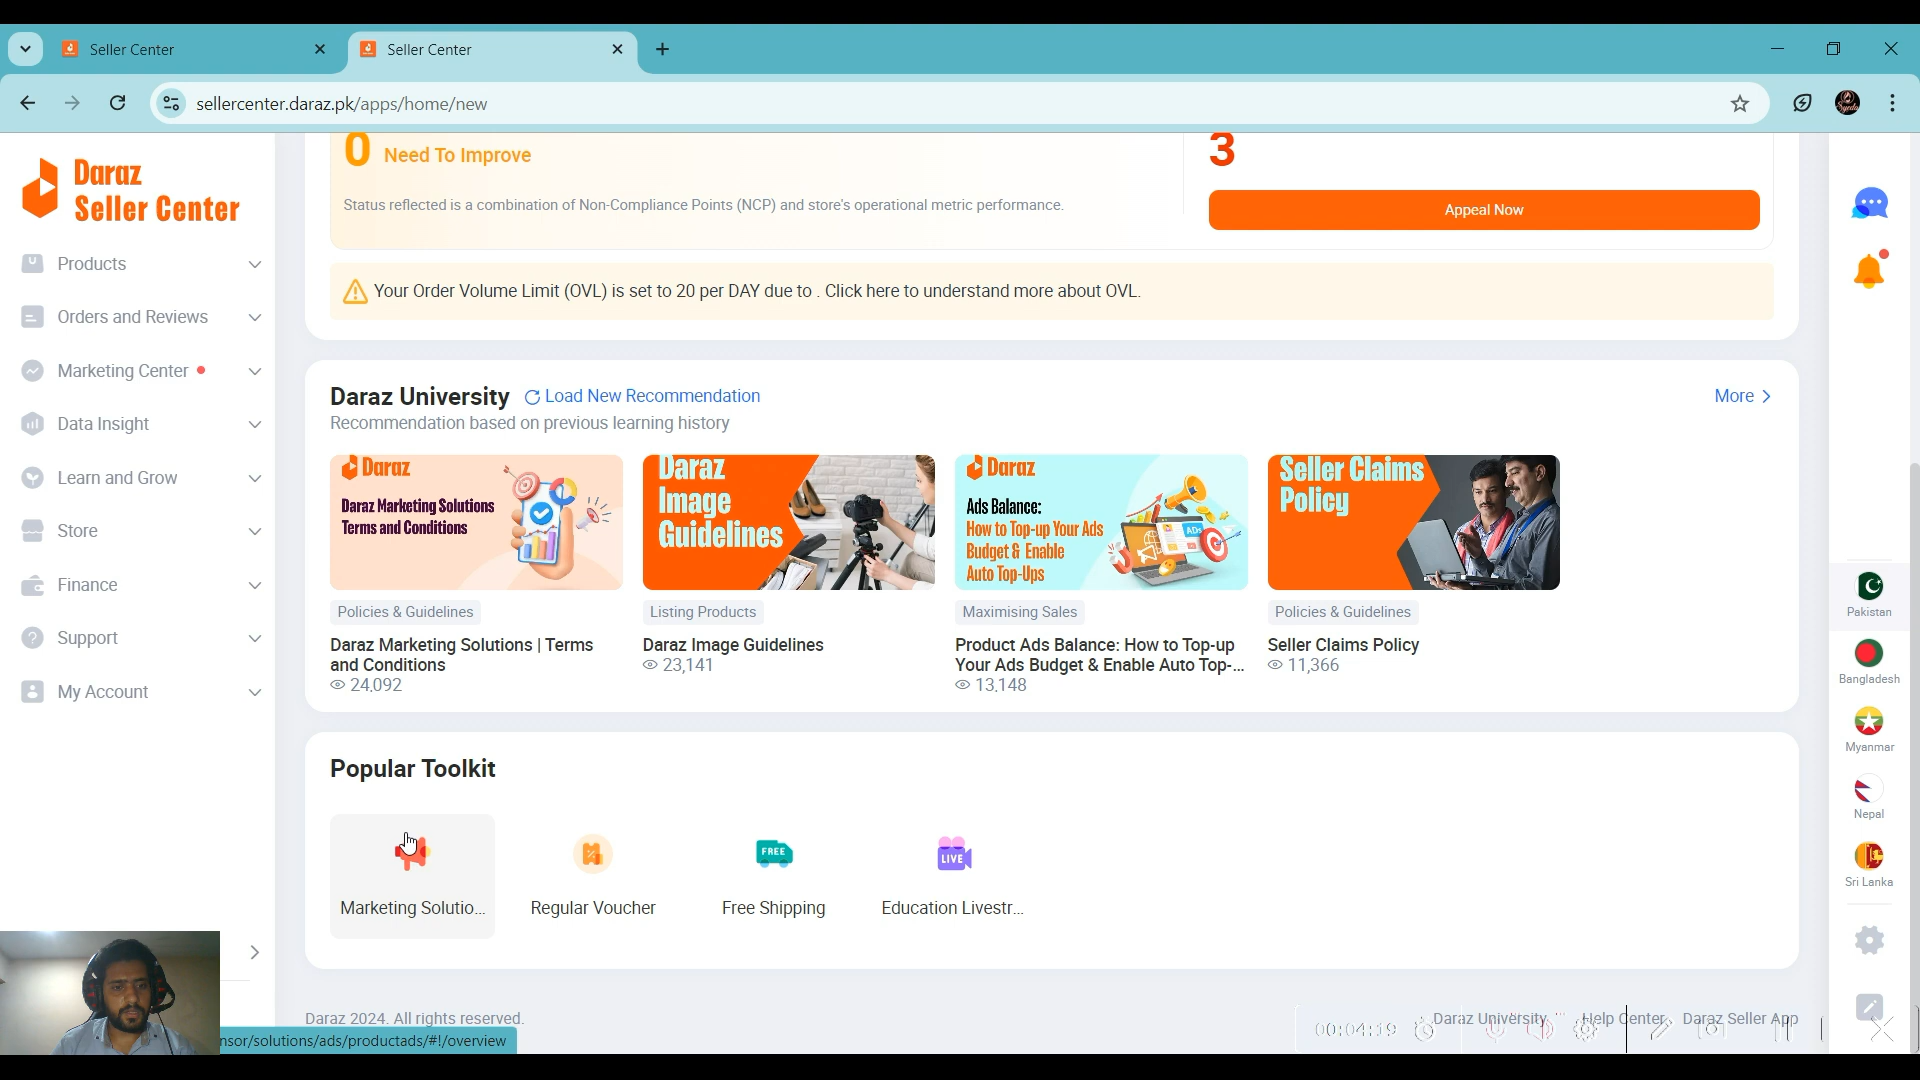 Seller Center
Seller Center
sellercenter.daraz.pk/apps/home/new
Daraz
Seller Center
Products
Orders and Reviews
Marketing Center
Data Insight
Learn and Grow
Store
Finance
Support
My Account
0 Need To Improve
Status reflected is a combination of Non-Compliance Points (NCP) and store's operational metric performance.
3
Appeal Now
Your Order Volume Limit (OVL) is set to 20 per DAY due to . Click here to understand more about OVL.
Daraz University
Load New Recommendation
More
Recommendation based on previous learning history
Daraz
Daraz Marketing Solutions
Terms and Conditions
Policies & Guidelines
Daraz Marketing Solutions | Terms
and Conditions
24,092
Daraz
Image
Guidelines
Listing Products
Daraz Image Guidelines
23,141
Daraz
Ads Balance:
How to Top-up Your Ads
Budget & Enable
Auto Top-Ups
ADs
Maximising Sales
Product Ads Balance: How to Top-up
Your Ads Budget & Enable Auto Top-...
13,148
Seller Claims
Policy
Policies & Guidelines
Seller Claims Policy
11,366
Popular Toolkit
Marketing Solutio...
Regular Voucher
FREE
Free Shipping
LIVE
Education Livestr...
Pakistan
Bangladesh
Myanmar
Nepal
Sri Lanka
Daraz 2024. All rights reserved.
Daraz University
Help Center
Daraz Seller App
00:04:19
nsor/solutions/ads/productads/#!/overview